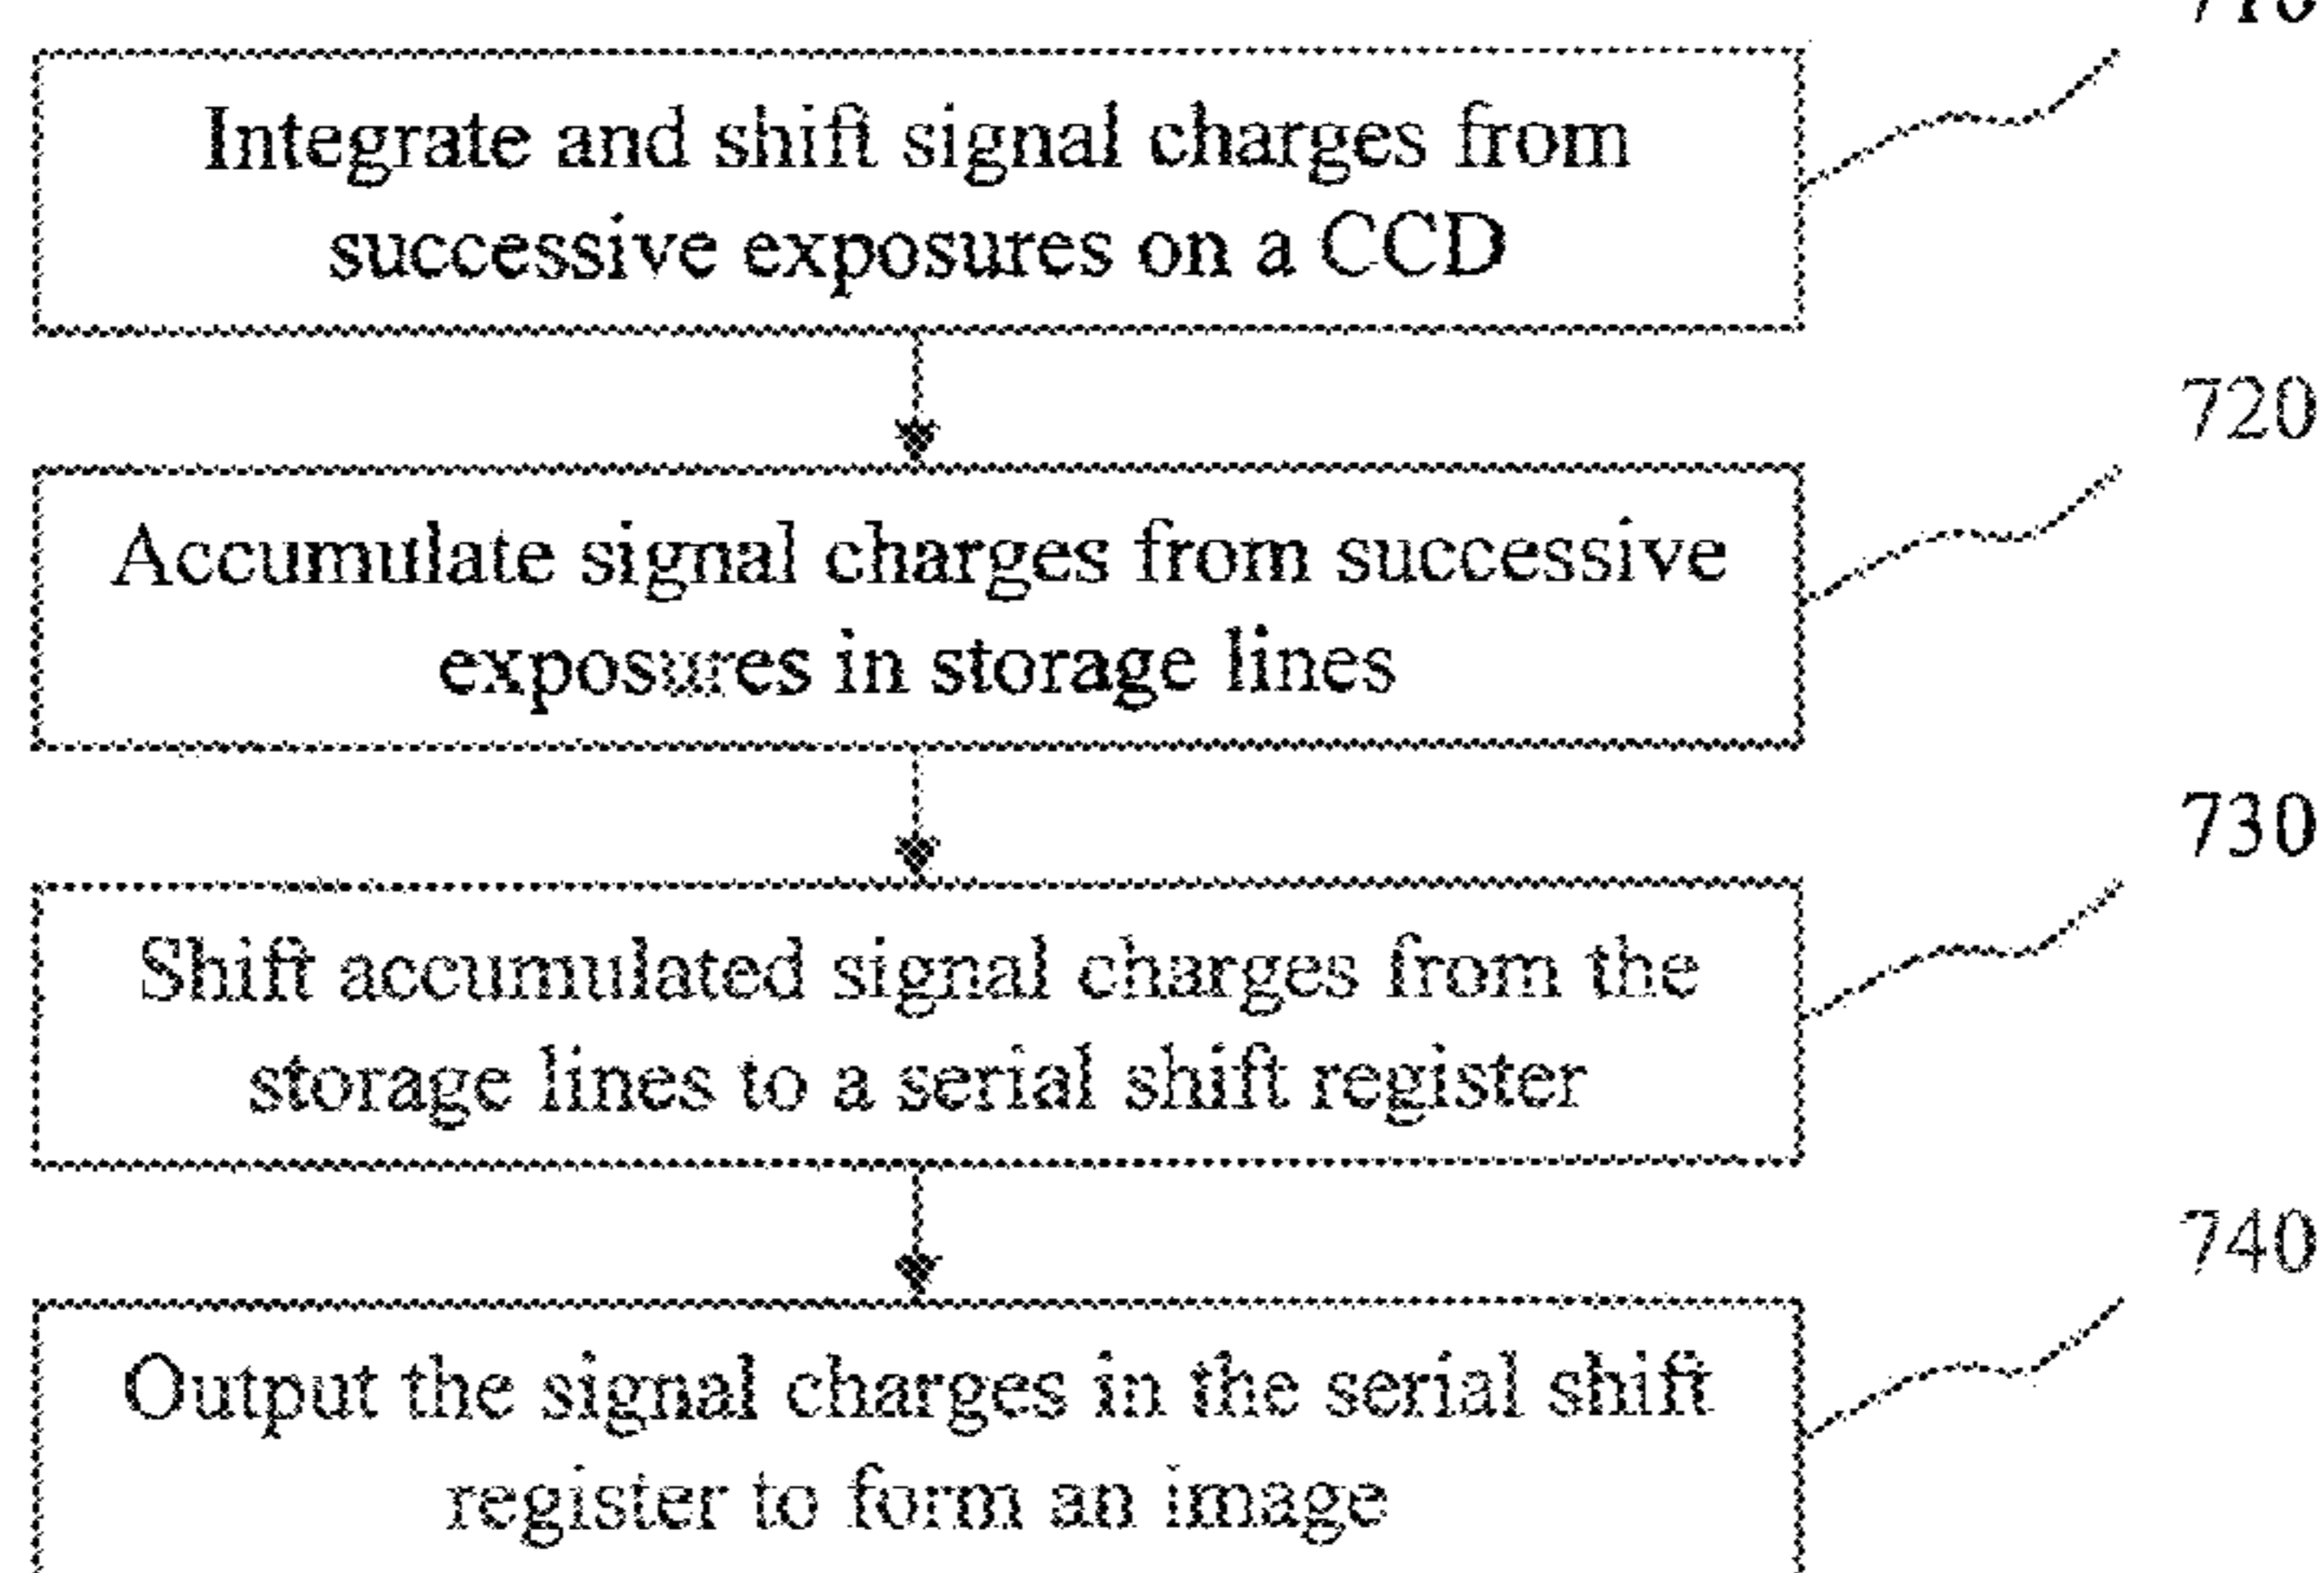 Integrate and shift signal charges from
successive exposures on a CCD
720
Accumulate signal charges from successive
exposures in storage lines
730
Shift accumulated signal charges from the
storage lines to a serial shift register
740
Output the signal charges in the serial shift
register to form an image